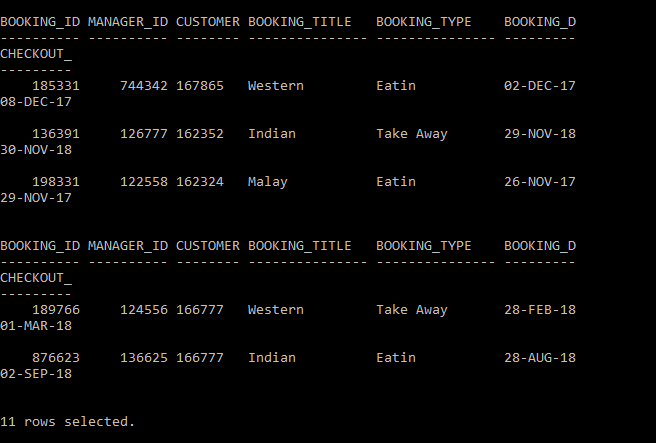 BOOKING_ID MANAGER_ID CUSTOMER BOOKING_TITLE   BOOKING_TYPE    BOOKING_D
---------- ---------- -------- --------------- --------------- ---------
CHECKOUT_
---------
    185331     744342 167865   Western         Eatin           02-DEC-17
08-DEC-17
    136391     126777 162352   Indian          Take Away       29-NOV-18
30-NOV-18
    198331     122558 162324   Malay           Eatin           26-NOV-17
29-NOV-17
BOOKING_ID MANAGER_ID CUSTOMER BOOKING_TITLE   BOOKING_TYPE    BOOKING_D
---------- ---------- -------- --------------- --------------- ---------
CHECKOUT_
---------
    189766     124556 166777   Western         Take Away       28-FEB-18
01-MAR-18
    876623     136625 166777   Indian          Eatin           28-AUG-18
02-SEP-18
11 rows selected.